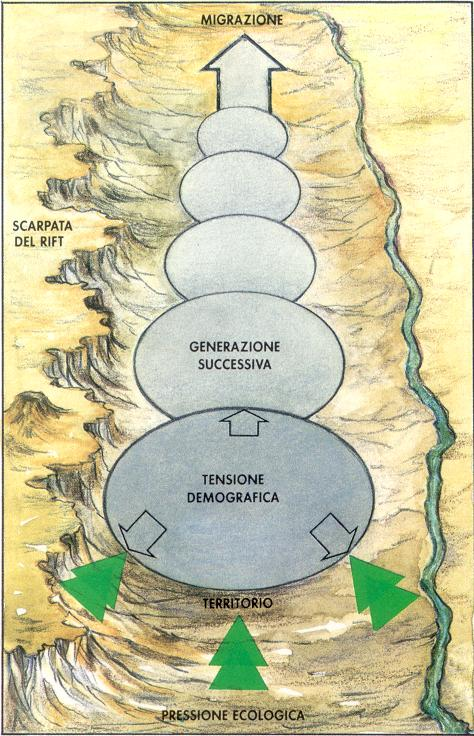 MIGRAZIONE
SCARPATA
DEL RIFT
GENERAZIONE
SUCCESSIVA
TENSIONE
DEMOGRAFICA
TERRITORIO
PRESSIONE ECOLOGICA